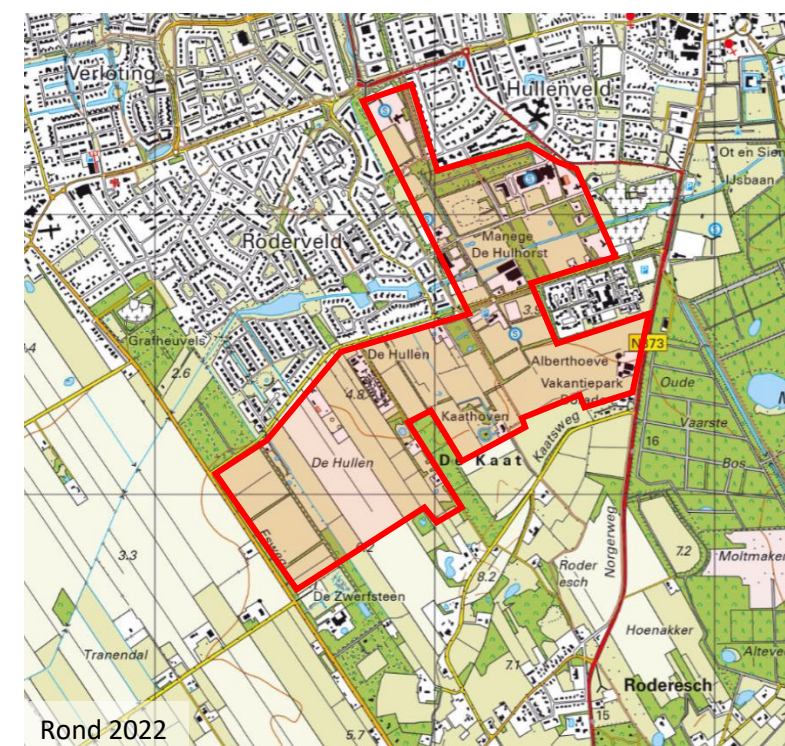 Verloting
Hullenveld
Ot en Sien
IJsbaan
Roderveld
Manege
De Hulhorst
3.9
Grafheuvels
2.6
De Hullen
4.8
Alberthoeve
Vakantiepark
N373
Oude
Kaathoven
Vaarste
De Hullen
De Kaat
Kaatsweg
16
Bos
Esweg
3.3
Norgerweg
7.2
Moltmaker
Roder
esch
8.2
De Zwerfsteen
Hoenakker
Tranendal
7.1
Roderesch
5.7
15
Rond 2022